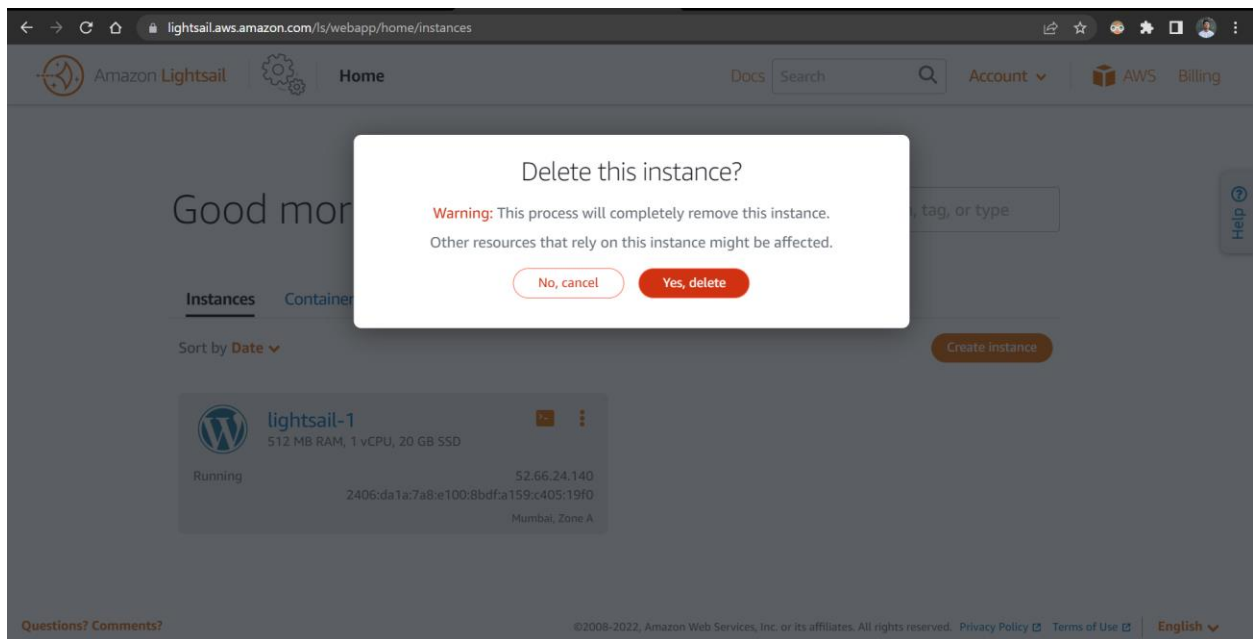 lightsail.aws.amazon.com/ls/webapp/home/instances
Amazon Lightsail Home Docs Search Account AWS Billing
Delete this instance?
Good mor
Warning: This process will completely remove this instance.
, tag, or type
Other resources that rely on this instance might be affected.
Help
No, cancel Yes, delete
Instances Container
Sort by Date Create instance
lightsail-1
512 MB RAM, 1 vCPU, 20 GB SSD
Running 52.66.24.140
2406:da1a:7a8:e100:8bdf:a159:c405:19f0
Mumbai, Zone A
Questions? Comments? ©2008-2022, Amazon Web Services, Inc. or its affiliates. All rights reserved. Privacy Policy Terms of Use English